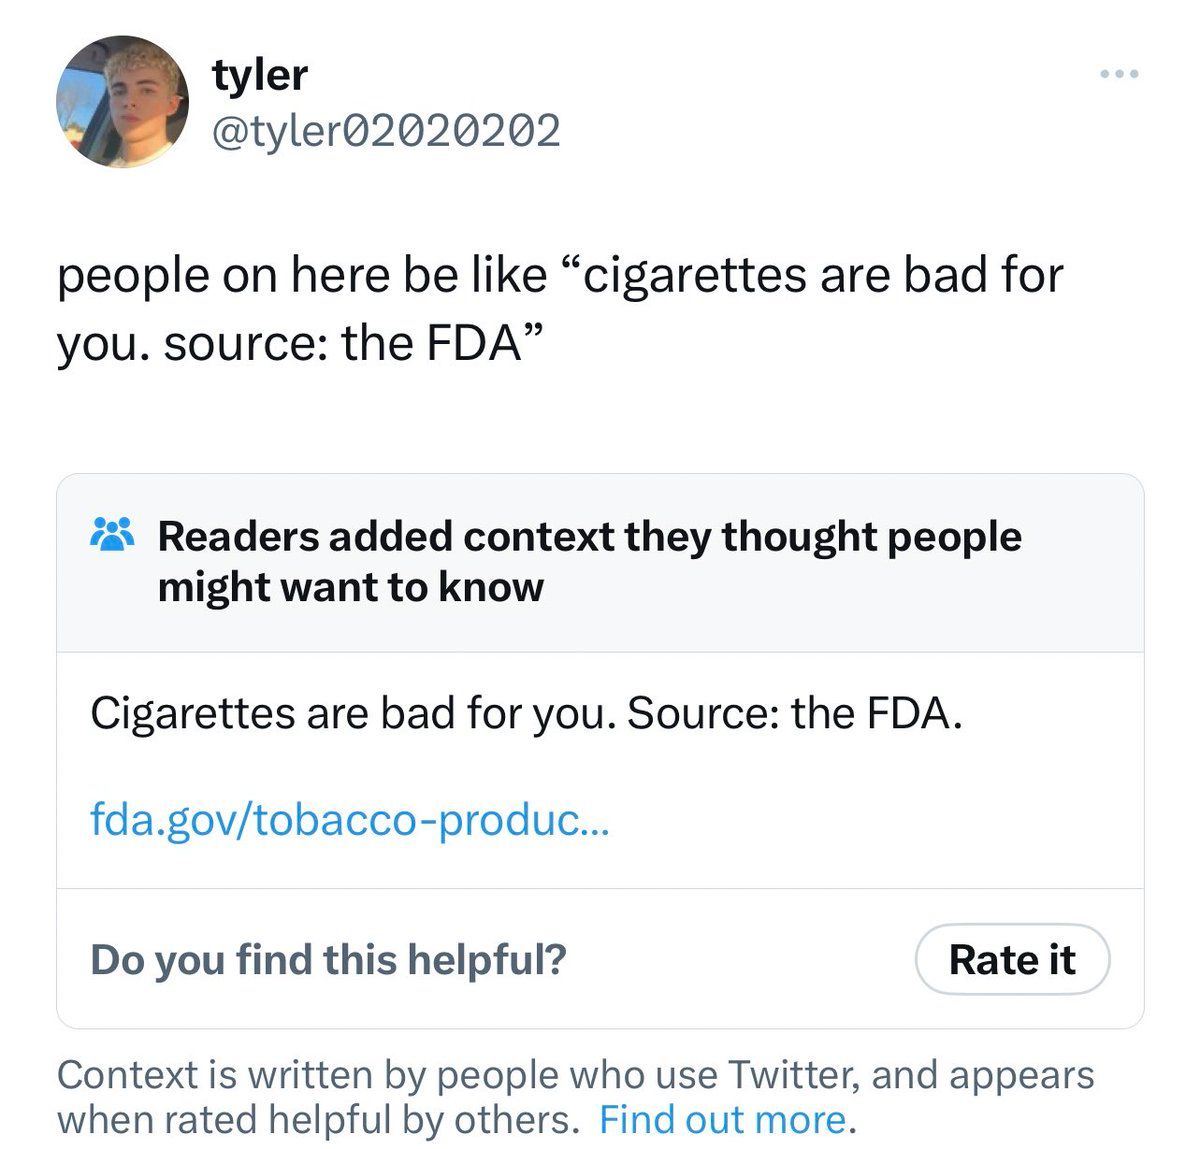 tyler
@tyler02020202
people on here be like “cigarettes are bad for
you. source: the FDA”
Readers added context they thought people
might want to know
Cigarettes are bad for you. Source: the FDA.
fda.gov/tobacco-produc...
Do you find this helpful?
Rate it
Context is written by people who use Twitter, and appears
when rated helpful by others. Find out more.